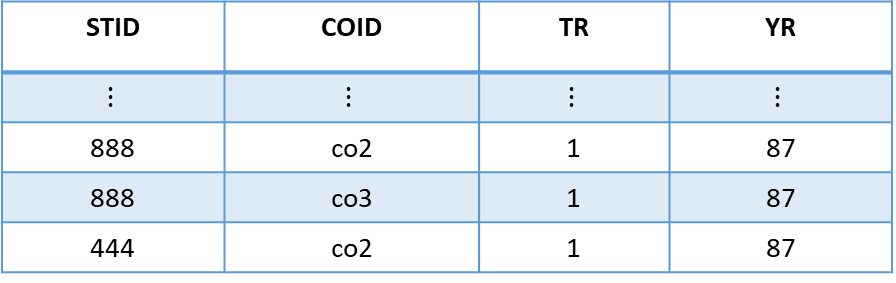 STID COID TR YR
⋮ ⋮ ⋮ ⋮
888 co2 1 87
888 co3 1 87
444 co2 1 87